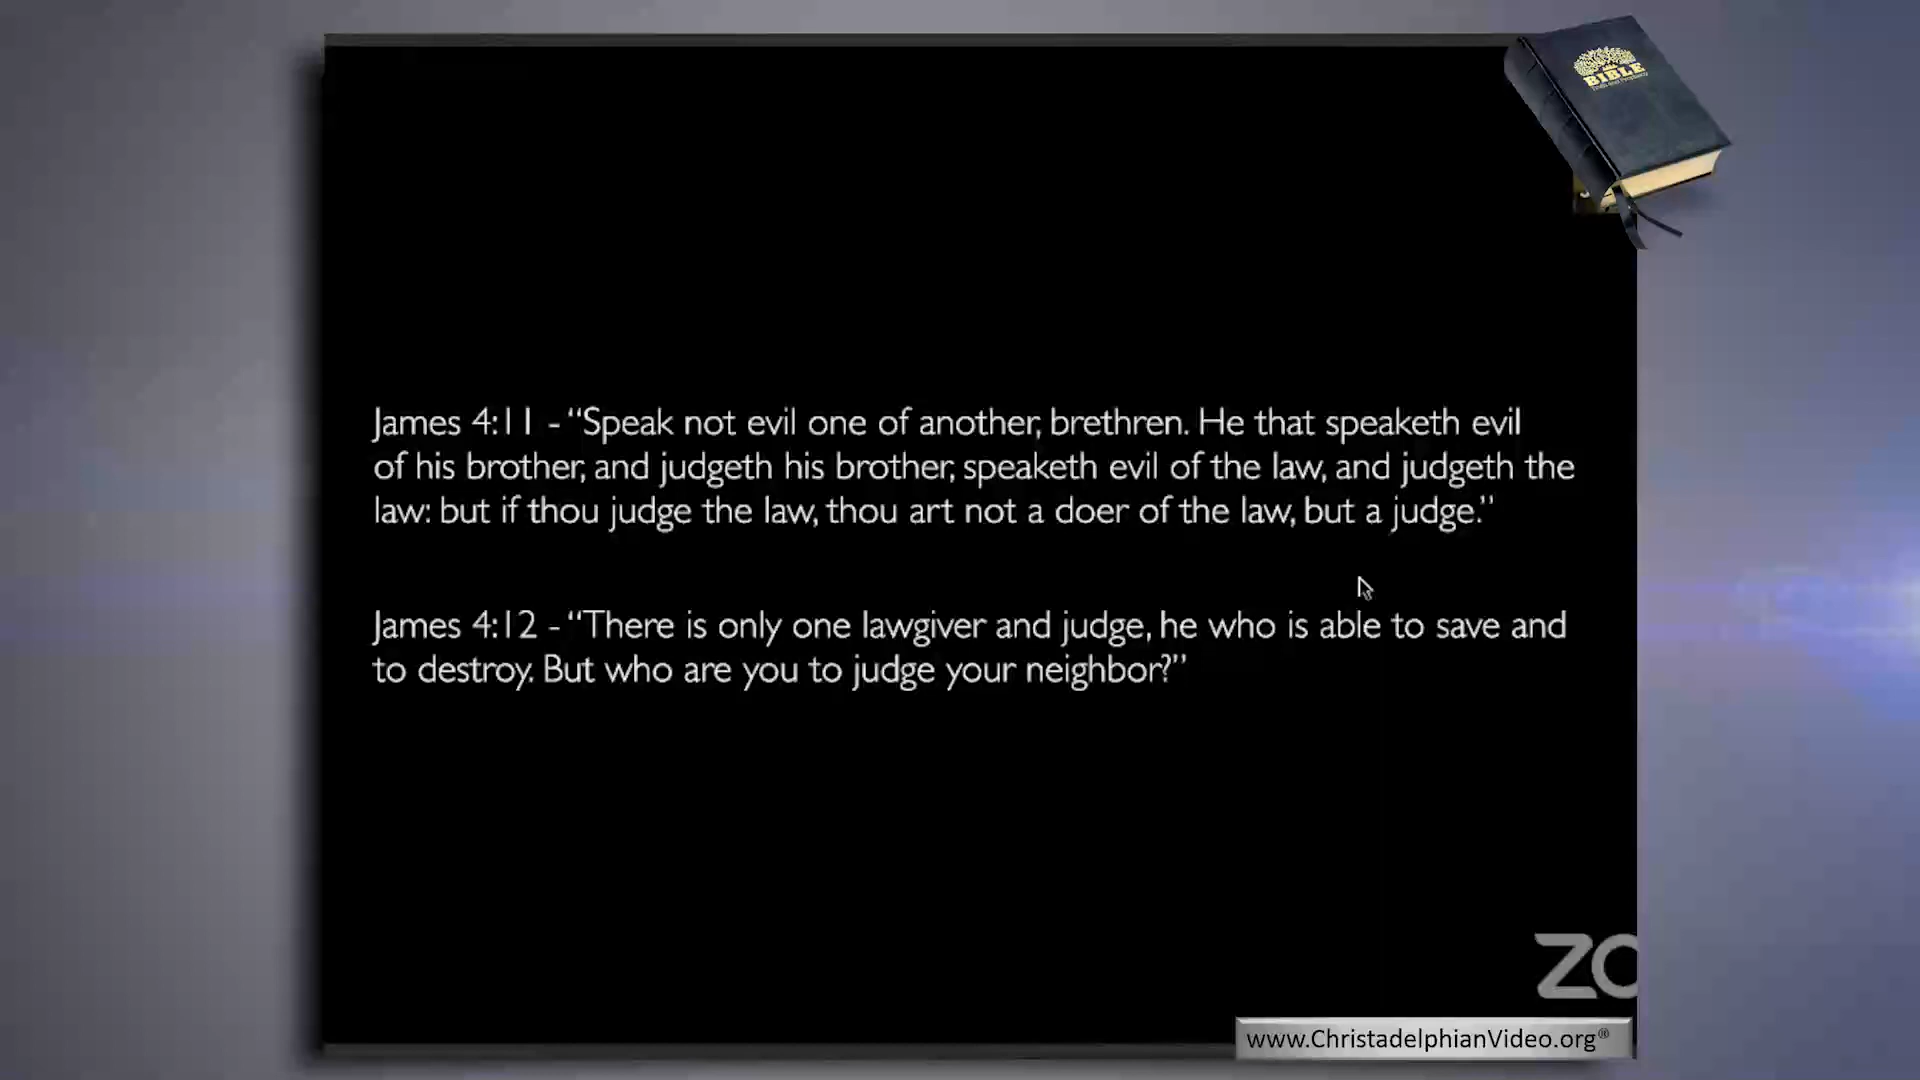 BIBLE
James 4:11 - “Speak not evil one of another, brethren. He that speaketh evil
of his brother, and judgeth his brother, speaketh evil of the law, and judgeth the
law: but if thou judge the law, thou art not a doer of the law, but a judge.”
James 4:12 - “There is only one lawgiver and judge, he who is able to save and
to destroy. But who are you to judge your neighbor?”
ZO
www.ChristadelphianVideo.org®